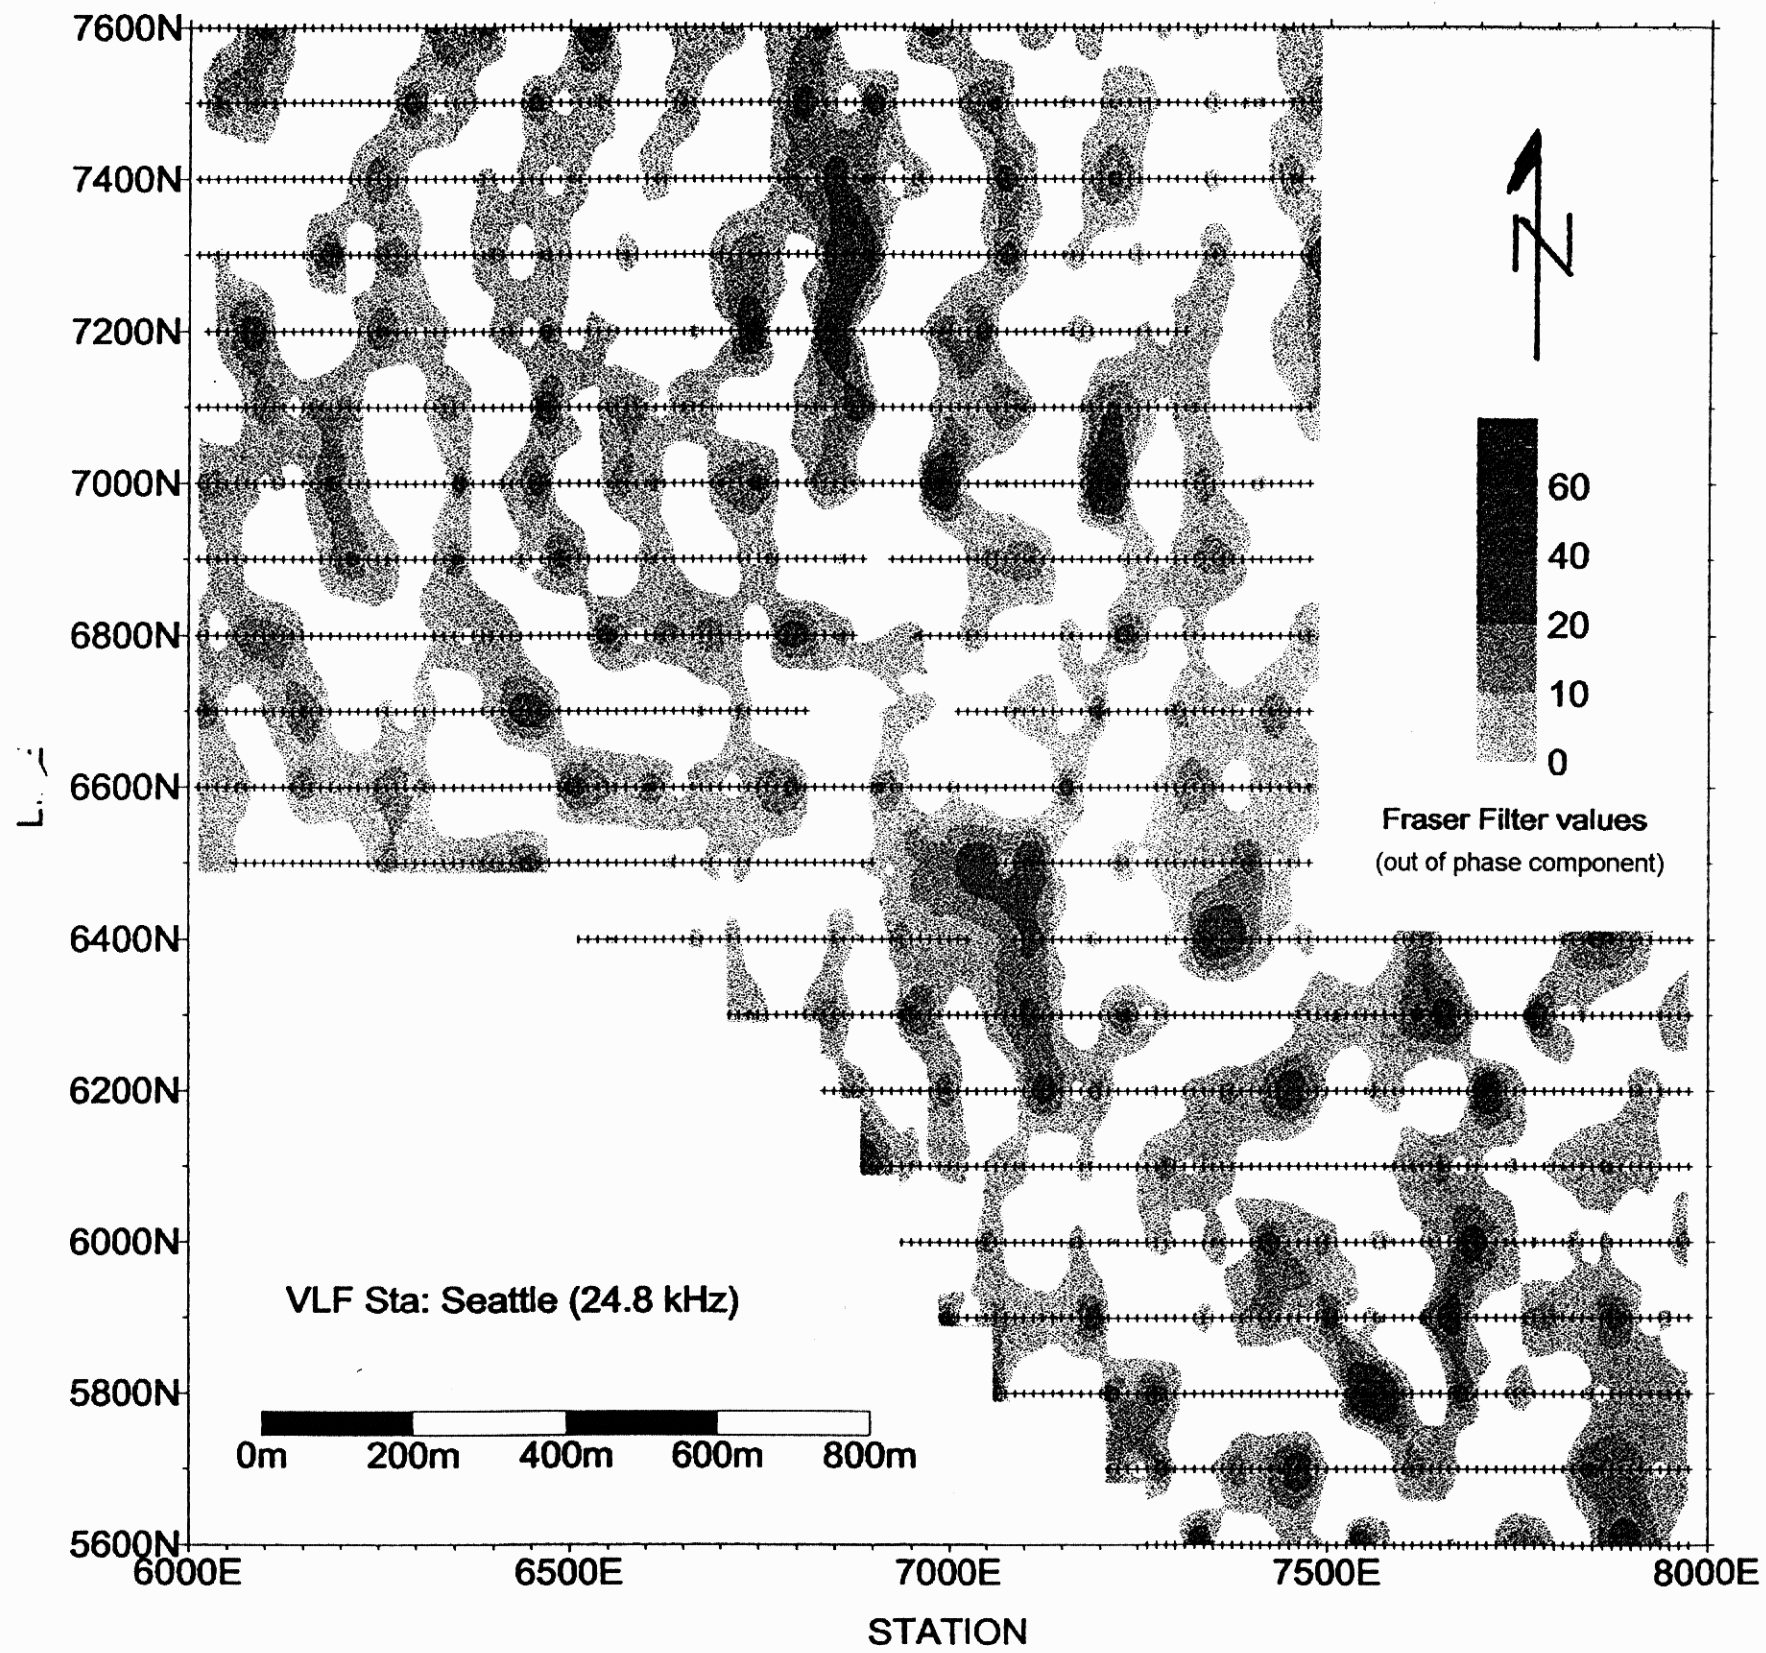 7600N
7400N
7200N
7000N
6800N
6600N
6400N
6200N
6000N
5800N
5600N
N
60
40
20
10
0
Fraser Filter values
(out of phase component)
VLF Sta: Seattle (24.8 kHz)
0m 200m 400m 600m 800m
6000E 6500E 7000E 7500E 8000E
STATION